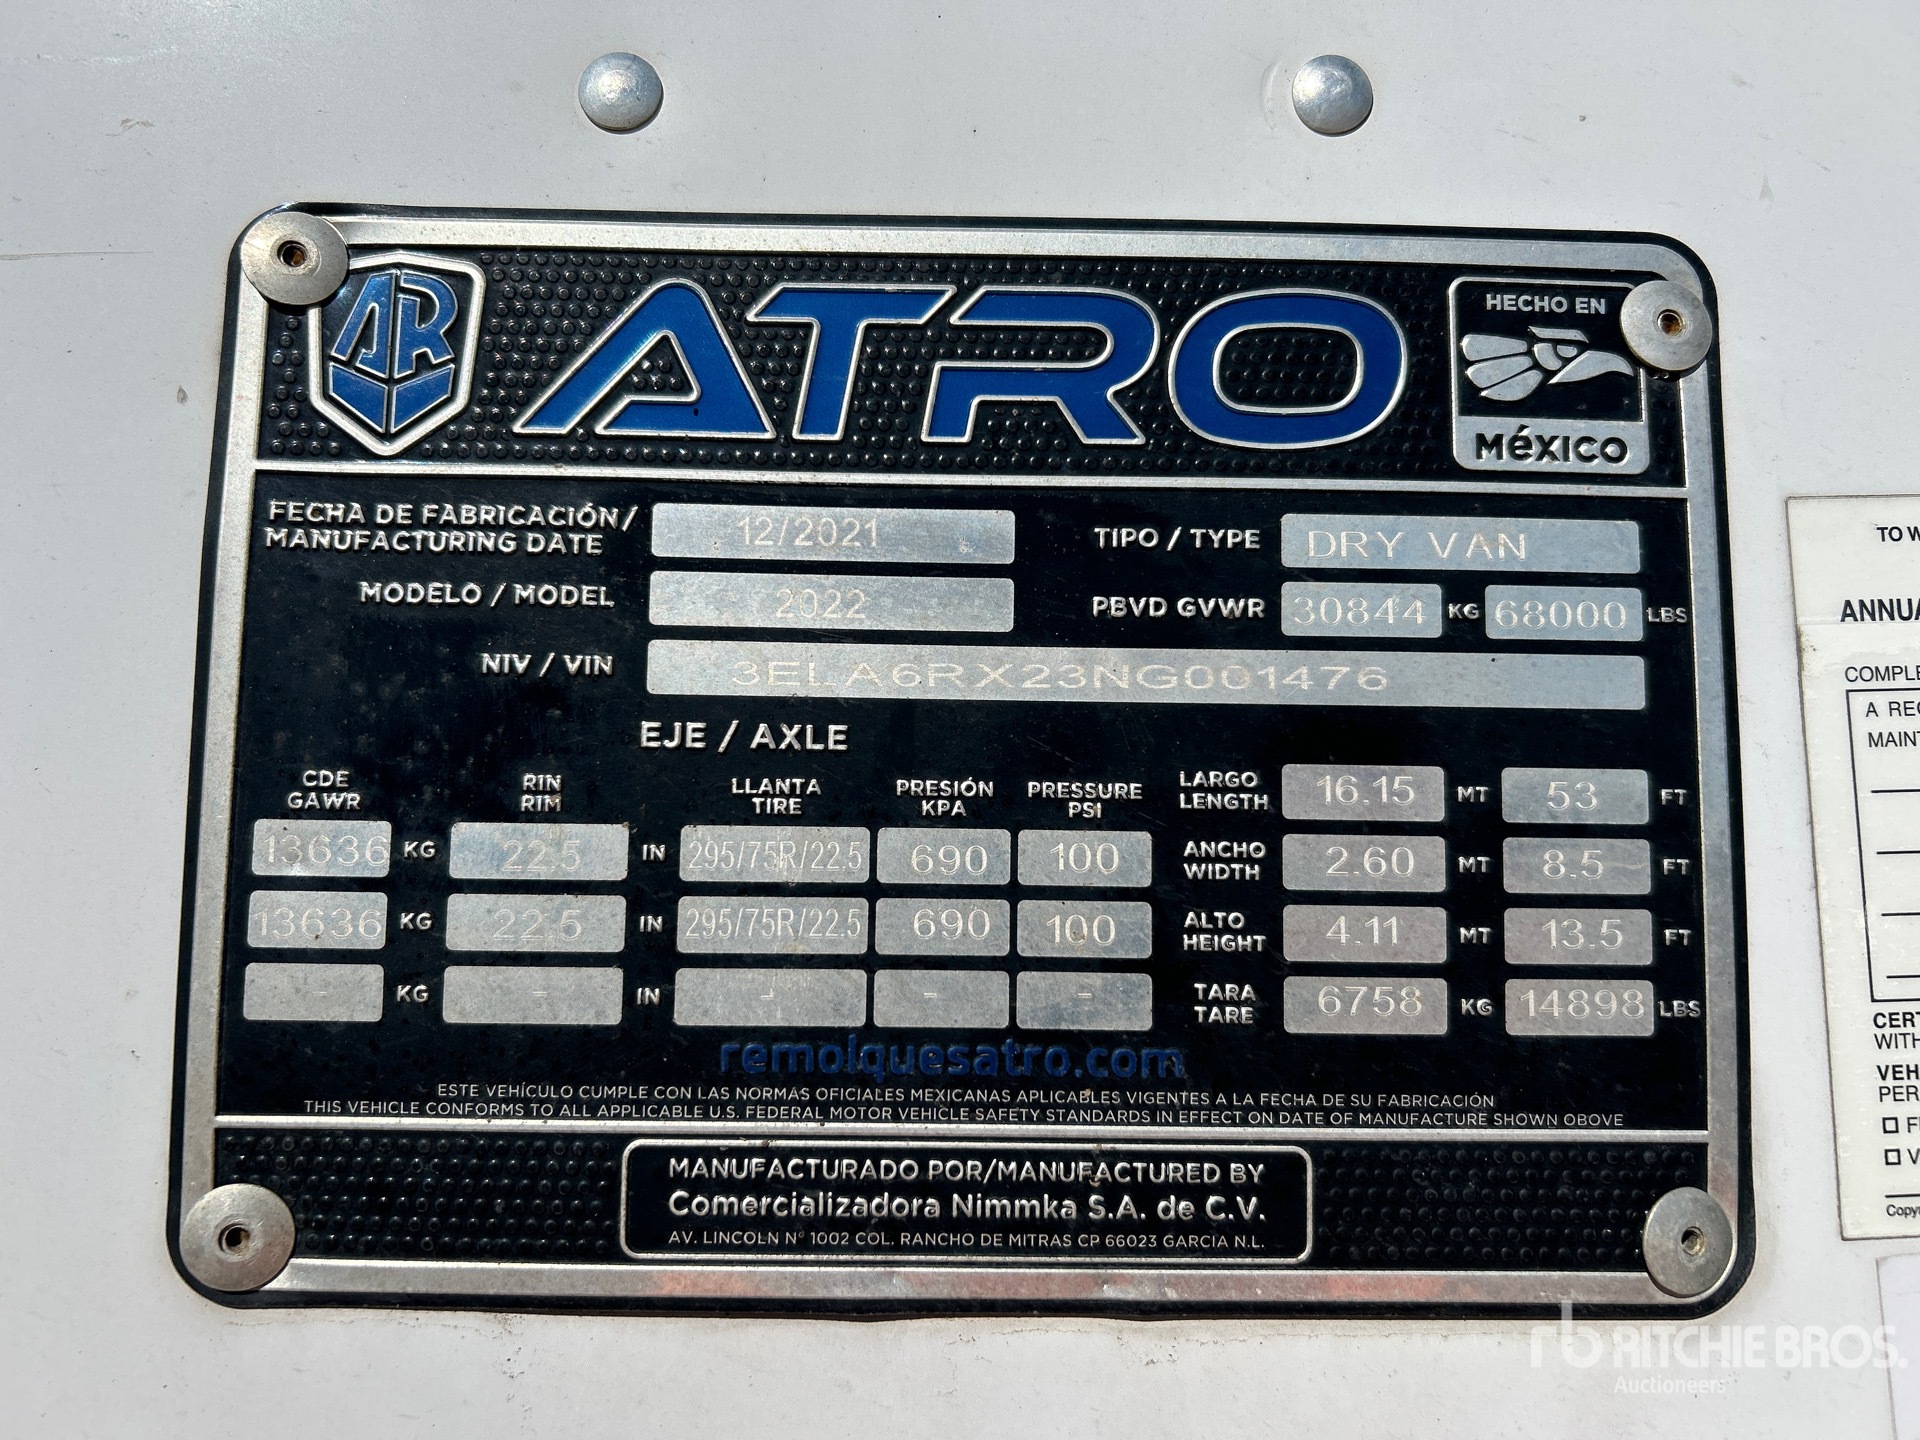 AR ATRO
HECHO EN
MéXICO
FECHA DE FABRICACIÓN/
MANUFACTURING DATE
12/2021
TIPO / TYPE DRY VAN
MODELO / MODEL 2022
PBVD GVWR 30844 KG 68000 LBS
NIV / VIN 3ELA6RX23NG001476
EJE / AXLE
CDE
GAWR
RIN
RIM
LLANTA
TIRE
PRESIÓN
KPA
PRESSURE
PSI
13636 KG 22.5 IN 295/75R/22.5 690 100
13636 KG 22.5 IN 295/75R/22.5 690 100
- KG - IN - - -
LARGO
LENGTH
16.15 MT 53 FT
ANCHO
WIDTH
2.60 MT 8.5 FT
ALTO
HEIGHT
4.11 MT 13.5 FT
TARA
TARE
6758 KG 14898 LBS
remolquesatro.com
ESTE VEHÍCULO CUMPLE CON LAS NORMAS OFICIALES MEXICANAS APLICABLES VIGENTES A LA FECHA DE SU FABRICACIÓN
THIS VEHICLE CONFORMS TO ALL APPLICABLE U.S. FEDERAL MOTOR VEHICLE SAFETY STANDARDS IN EFFECT ON DATE OF MANUFACTURE SHOWN OBOVE
MANUFACTURADO POR/MANUFACTURED BY
Comercializadora Nimmka S.A. de C.V.
AV. LINCOLN Nº 1002 COL. RANCHO DE MITRAS CP 66023 GARCIA N.L.
TO
A REC
WITH
PER
rb RITCHIE BROS.
Auctioneers